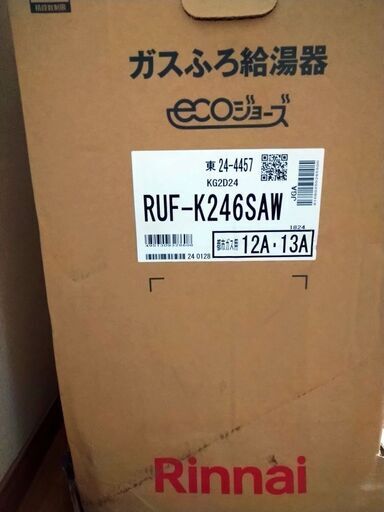 ガスふろ給湯器
ecoジョーズ
東 24-4457
KG2D24
JGA
RUF-K246SAW
1824
都市ガス用 12A・13A
24 0128
Rinnai